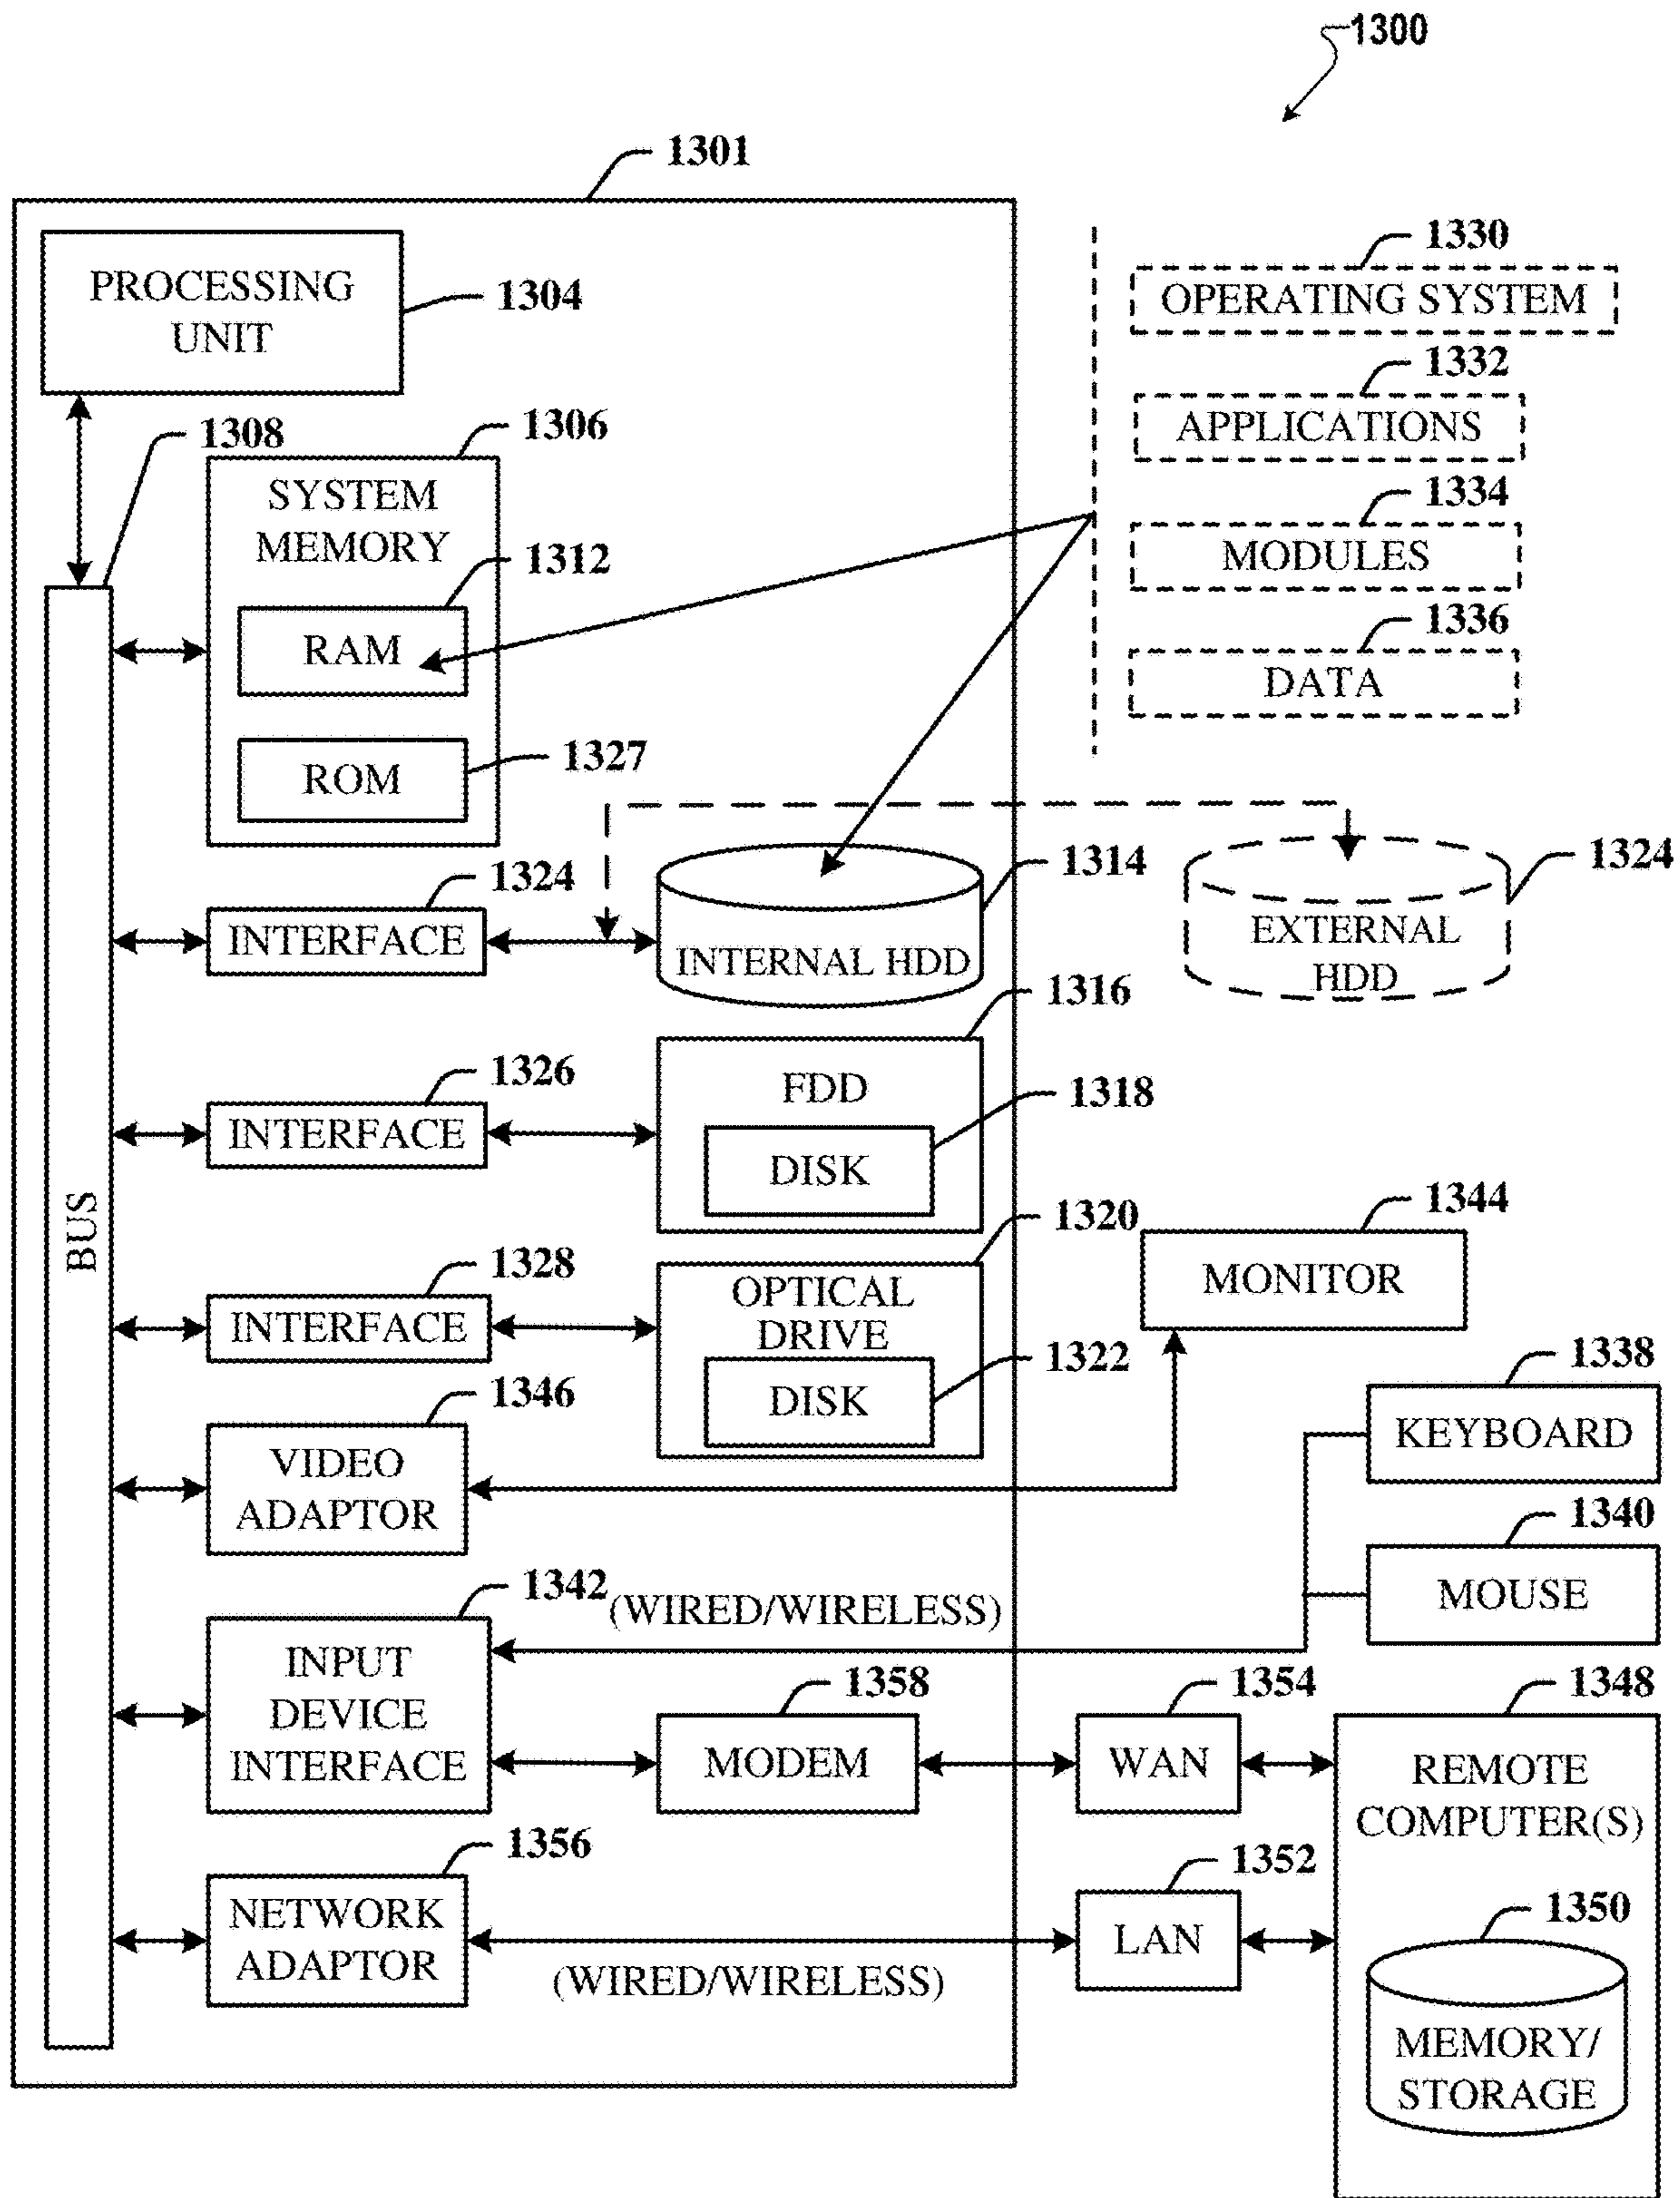 1300
1301
PROCESSING
UNIT
1304
1330
OPERATING SYSTEM
1332
APPLICATIONS
1334
MODULES
1336
DATA
1308
1306
SYSTEM
MEMORY
1312
RAM
1327
ROM
1324
INTERFACE
1314
INTERNAL HDD
1324
EXTERNAL
HDD
1326
INTERFACE
1316
FDD
1318
DISK
BUS
1328
INTERFACE
1320
OPTICAL
DRIVE
1322
DISK
1344
MONITOR
1346
VIDEO
ADAPTOR
1338
KEYBOARD
1340
MOUSE
1342
(WIRED/WIRELESS)
INPUT
DEVICE
INTERFACE
1358
MODEM
1354
WAN
1348
REMOTE
COMPUTER(S)
1356
NETWORK
ADAPTOR
(WIRED/WIRELESS)
1352
LAN
1350
MEMORY/
STORAGE